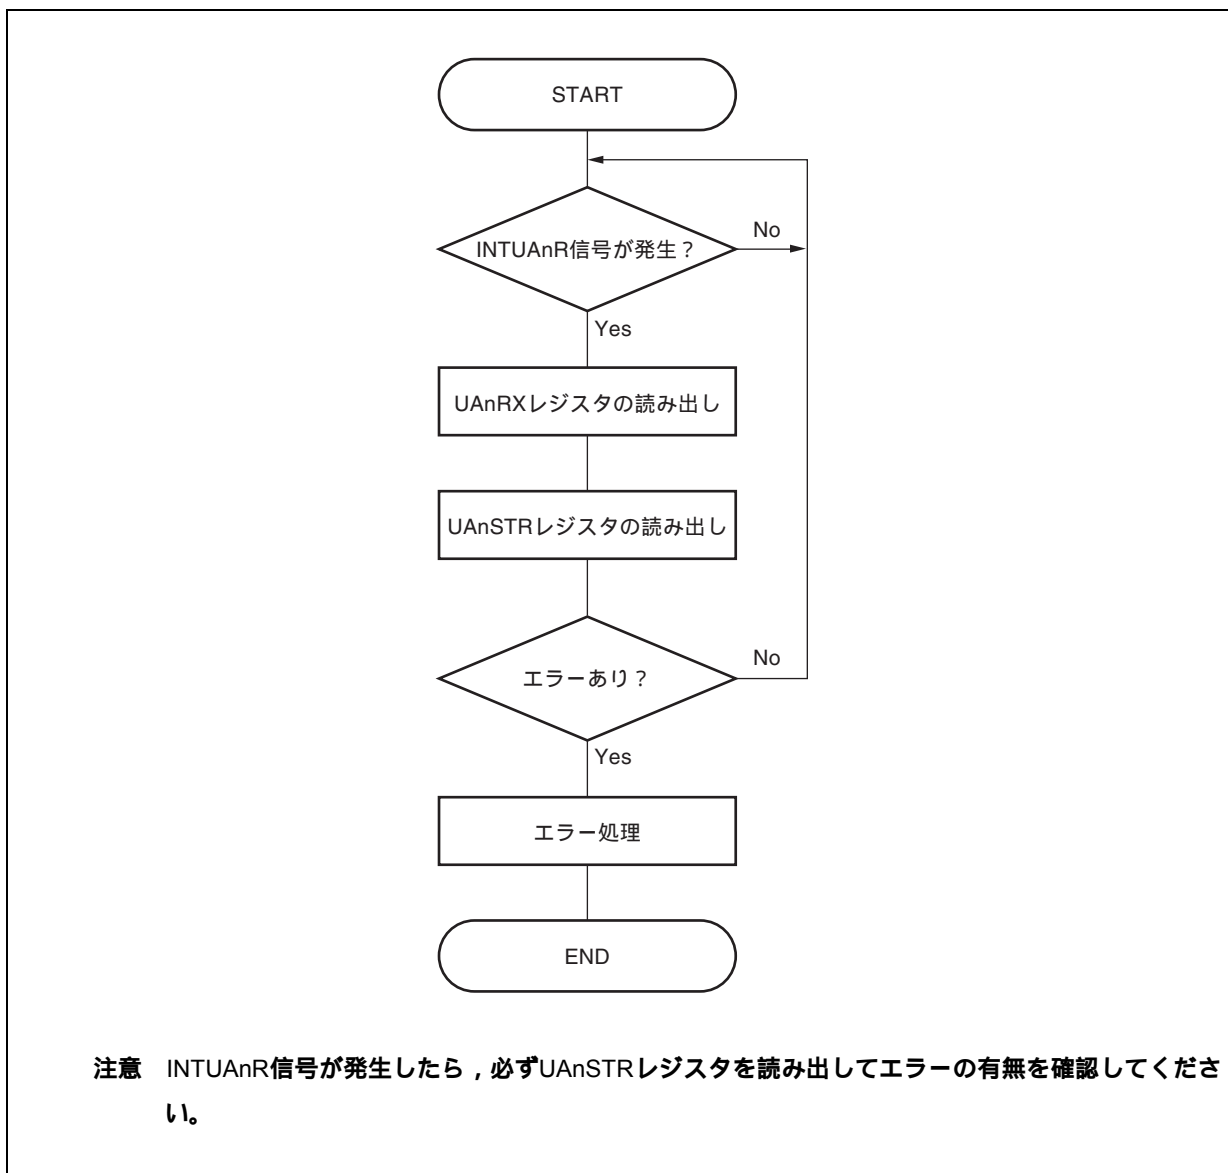 START
INTUAnR信号が発生？
No
Yes
UAnRXレジスタの読み出し
UAnSTRレジスタの読み出し
エラーあり？
No
Yes
エラー処理
END
注意　INTUAnR信号が発生したら，必ずUAnSTRレジスタを読み出してエラーの有無を確認してくださ
い。